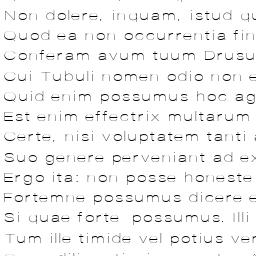 Non dolere, inquam, istud qu
Quod ea non occurrentia fin
Conferam avum tuum Drusu
Cui Tubuli nomen odio non e
Quid enim possumus hoc ag
Est enim effectrix multarum
Certe, nisi voluptatem tanti a
Suo genere perveniant ad ex
Ergo ita: non posse honeste
Fortemne possumus dicere e
Si quae forte- possumus. Illi
Tum ille timide vel potius ver